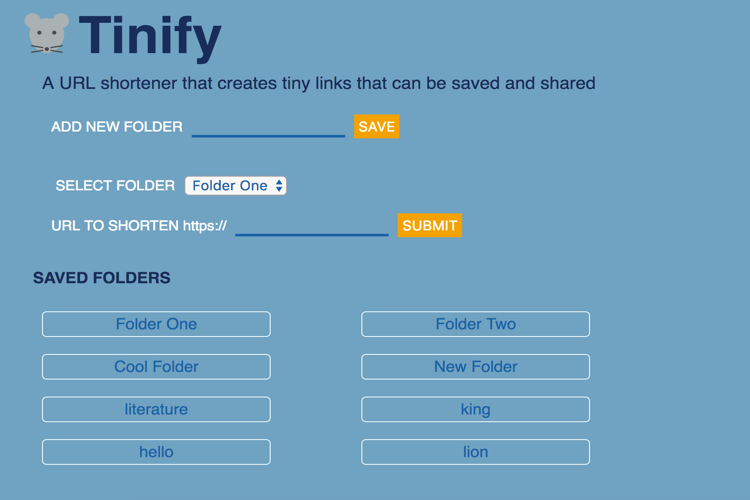 Tinify
A URL shortener that creates tiny links that can be saved and shared
ADD NEW FOLDER SAVE
SELECT FOLDER Folder One
URL TO SHORTEN https:// SUBMIT
SAVED FOLDERS
Folder One Folder Two
Cool Folder New Folder
literature king
hello lion